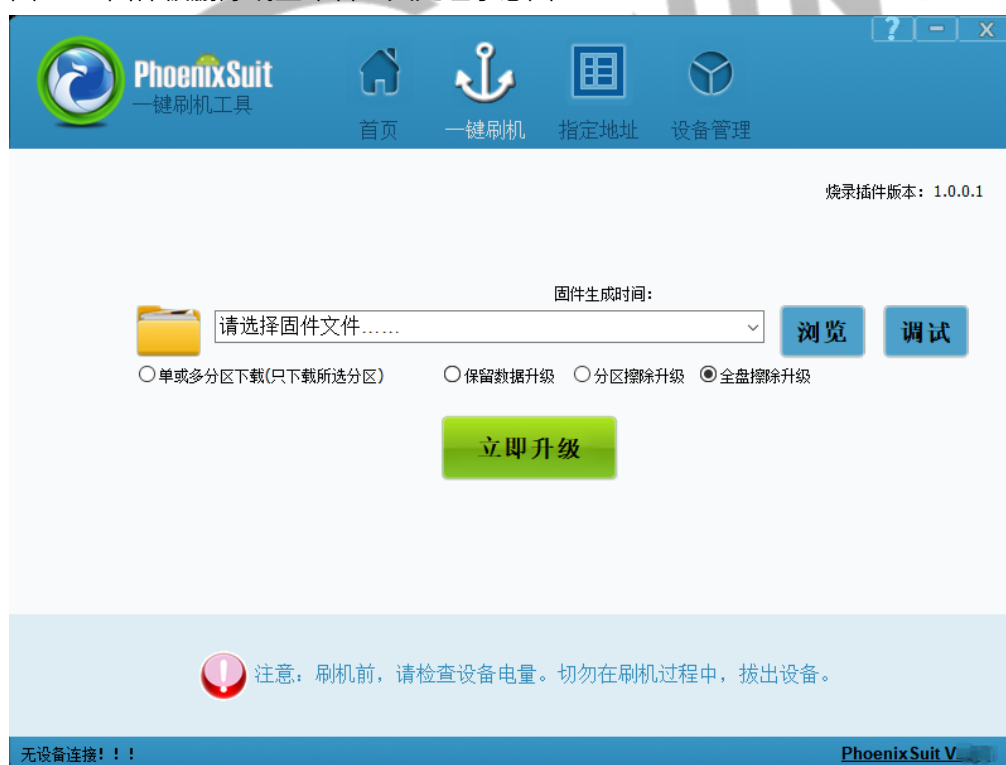 ? - x
PhoenixSuit
一键刷机工具
首页 一键刷机 指定地址 设备管理
烧录插件版本：1.0.0.1
固件生成时间：
请选择固件文件……
浏览 调试
单或多分区下载(只下载所选分区) 保留数据升级 分区擦除升级 全盘擦除升级
立即升级
注意：刷机前，请检查设备电量。切勿在刷机过程中，拔出设备。
无设备连接！！！ PhoenixSuit V